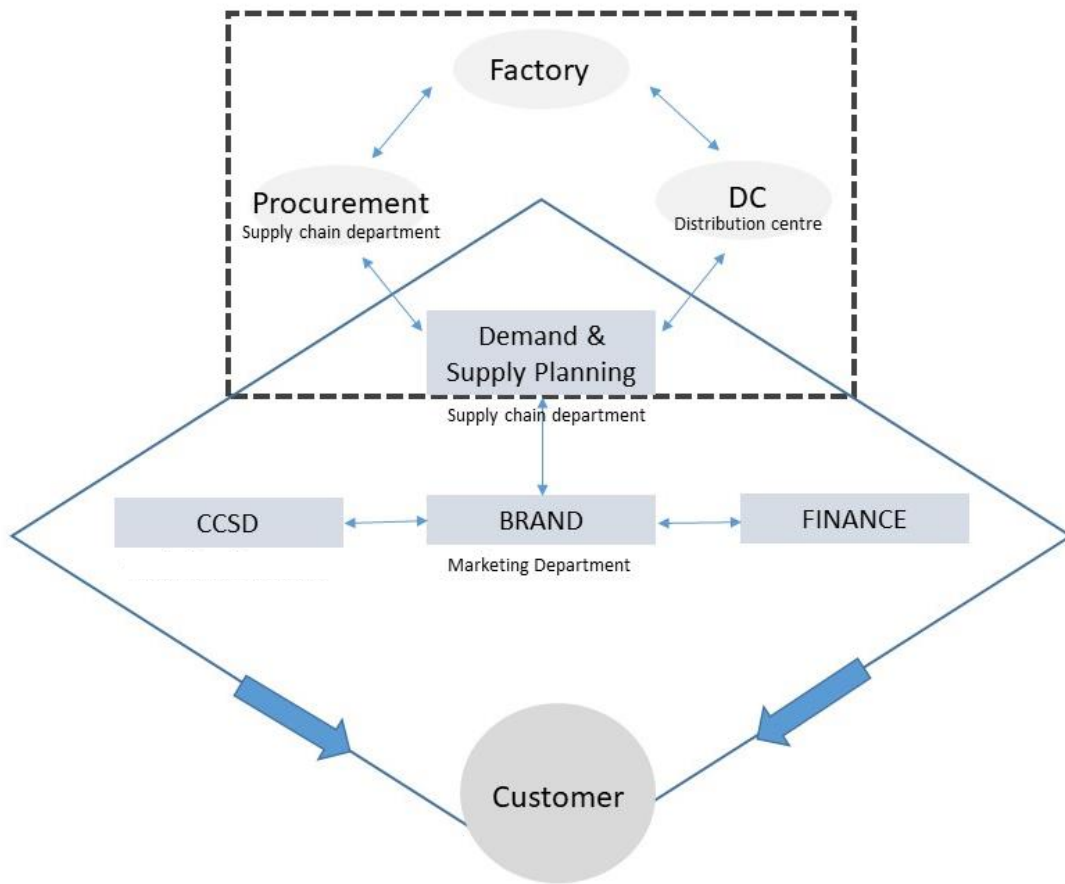 Factory
Procurement
Supply chain department
DC
Distribution centre
Demand &
Supply Planning
Supply chain department
CCSD
BRAND
FINANCE
Marketing Department
Customer